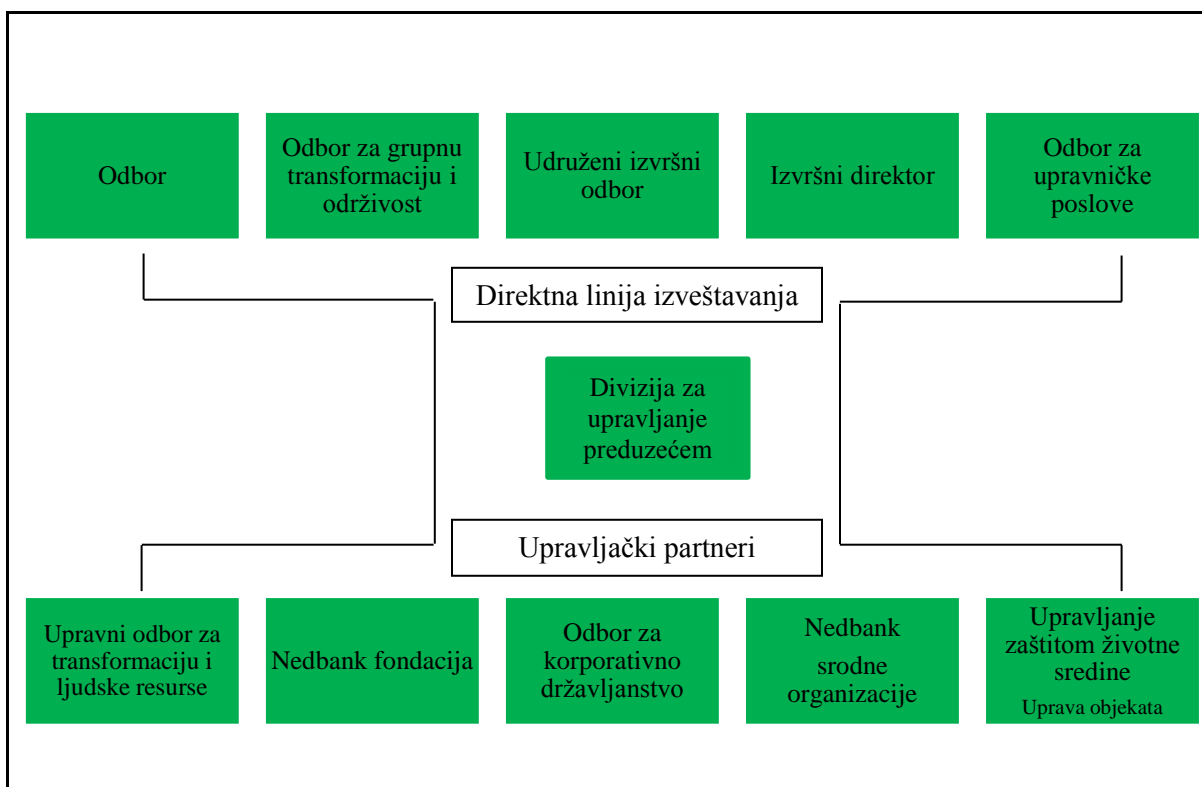 Odbor
Odbor za grupnu
transformaciju i
održivost
Udruženi izvršni
odbor
Izvršni direktor
Odbor za
upravničke
poslove
Direktna linija izveštavanja
Divizija za
upravljanje
preduzećem
Upravljački partneri
Upravni odbor za
transformaciju i
ljudske resurse
Nedbank fondacija
Odbor za
korporativno
državljanstvo
Nedbank
srodne
organizacije
Upravljanje
zaštitom životne
sredine
Uprava objekata